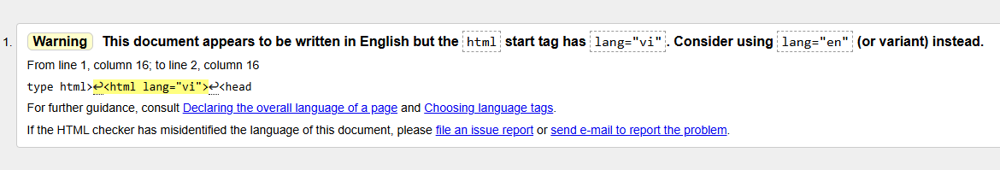 1. Warning This document appears to be written in English but the html start tag has lang="vi". Consider using lang="en" (or variant) instead.
From line 1, column 16; to line 2, column 16
type html>↩<html lang="vi">↩<head
For further guidance, consult Declaring the overall language of a page and Choosing language tags.
If the HTML checker has misidentified the language of this document, please file an issue report or send e-mail to report the problem.